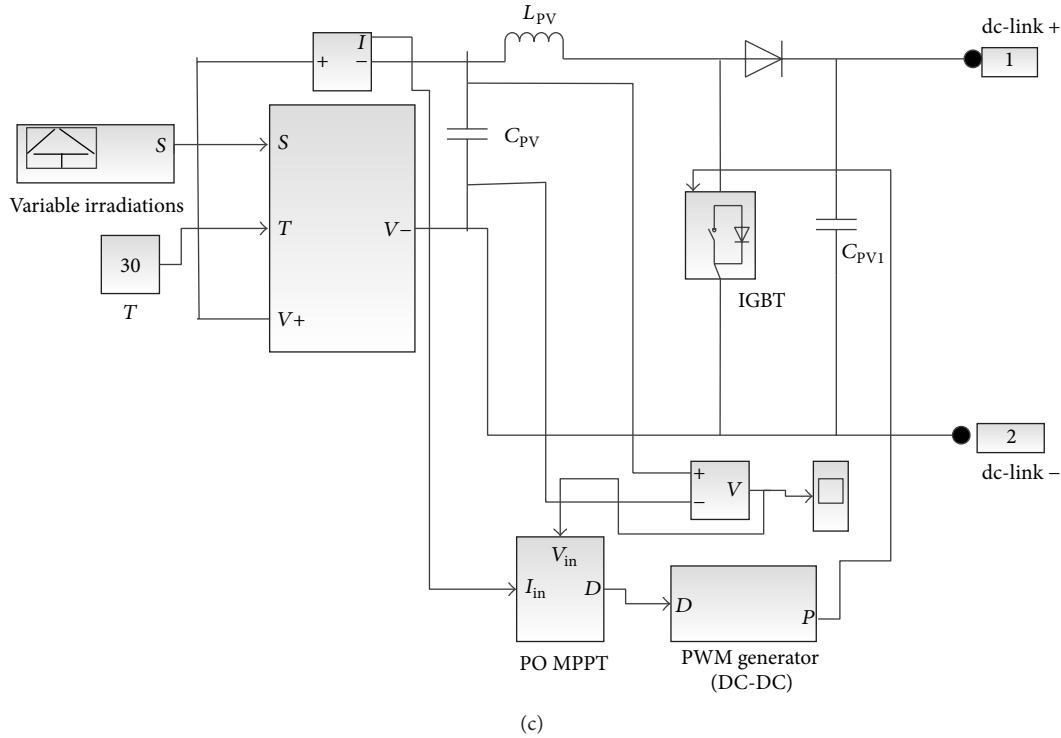 L_PV
dc-link +
I
+ −
1
S
S
C_PV
Variable irradiations
T
V−
30
C_PV1
T
V+
IGBT
2
dc-link −
+
V
−
V_in
I_in
D
D
P
PO MPPT
PWM generator
(DC-DC)
(c)